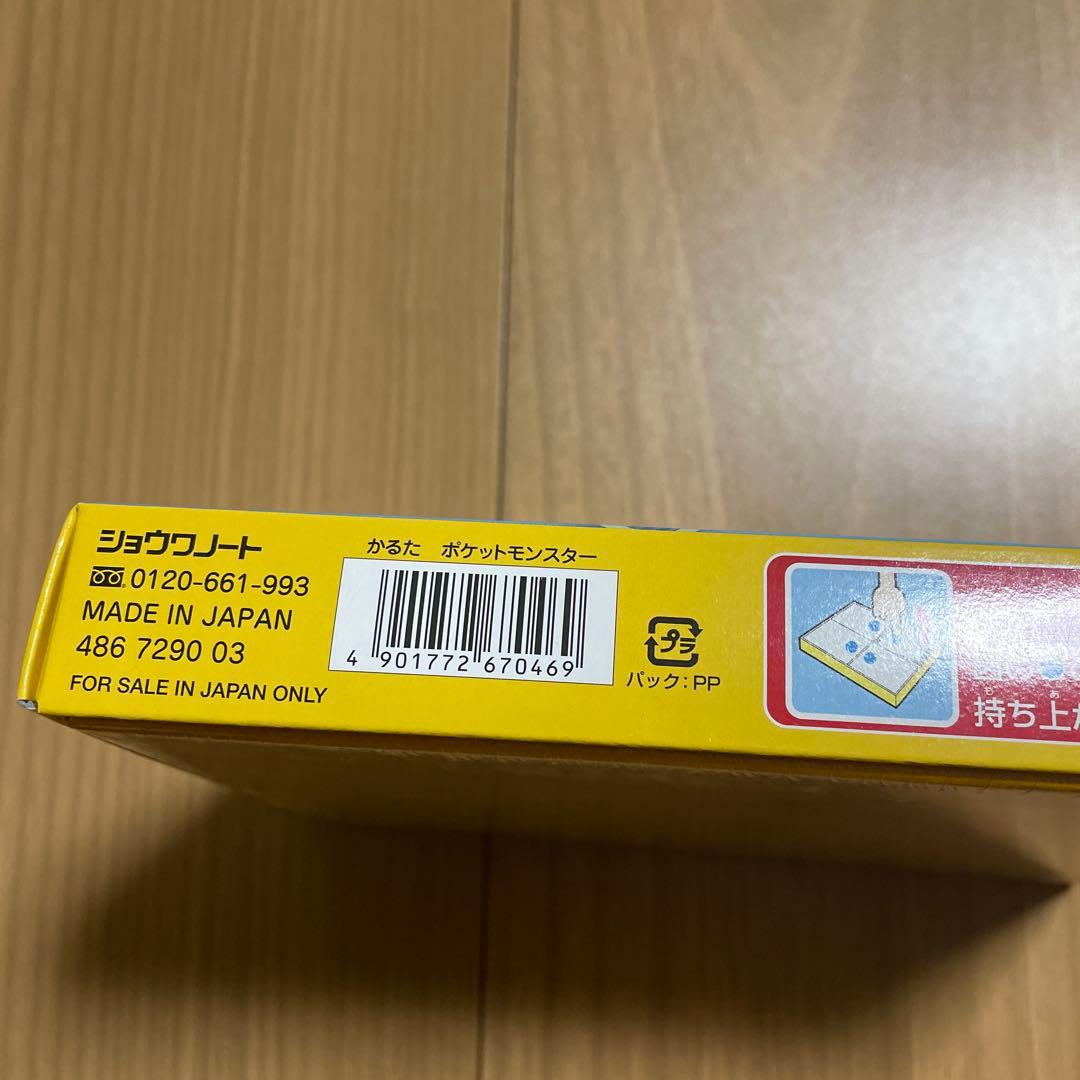 ショウワノート
0120-661-993
MADE IN JAPAN
486 7290 03
FOR SALE IN JAPAN ONLY
かるた ポケットモンスター
4 901772 670469
プラ
パック:PP
も あ
持ち上